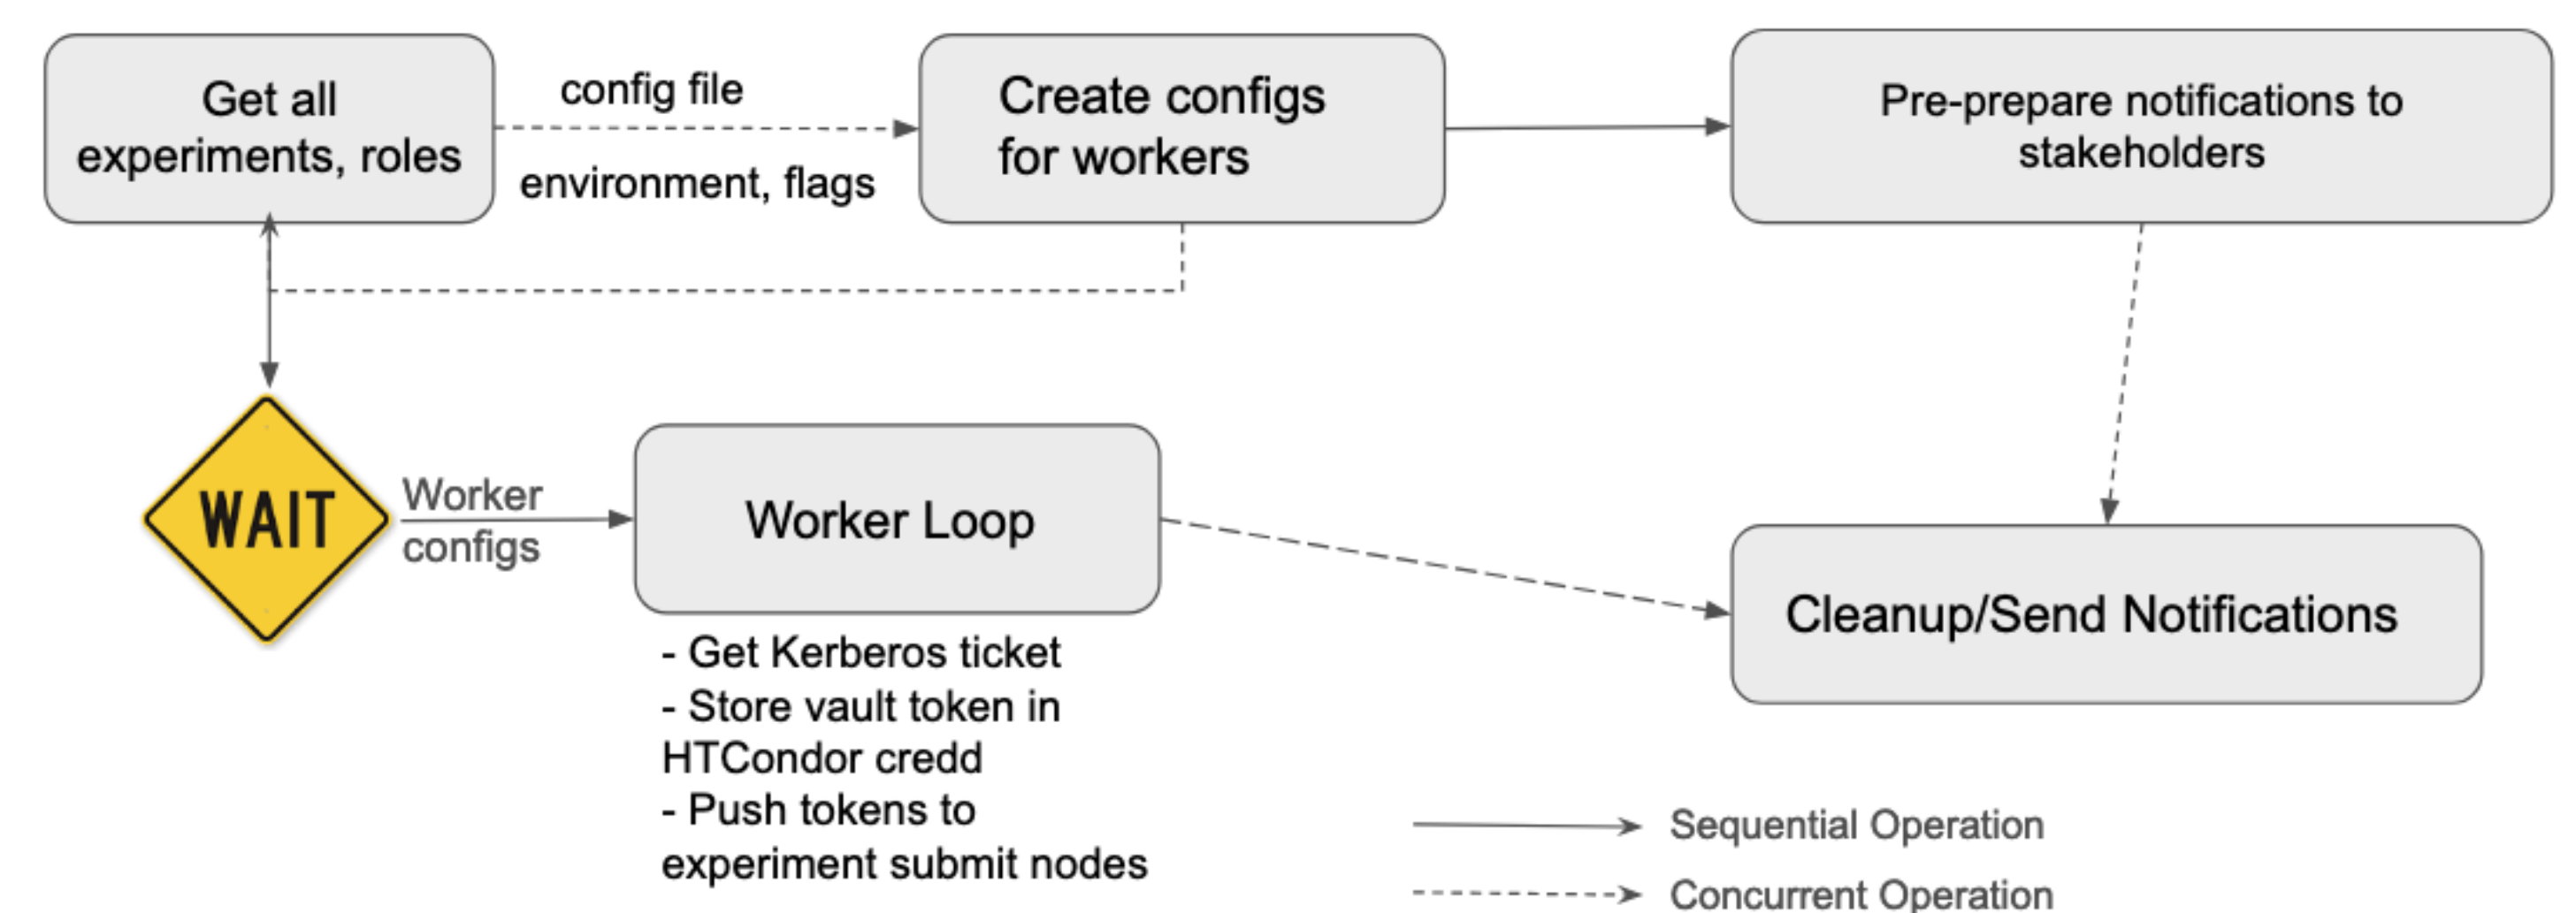 Get all
experiments, roles
config file
environment, flags
Create configs
for workers
Pre-prepare notifications to
stakeholders
WAIT
Worker
configs
Worker Loop
- Get Kerberos ticket
- Store vault token in
HTCondor credd
- Push tokens to
experiment submit nodes
Cleanup/Send Notifications
Sequential Operation
Concurrent Operation